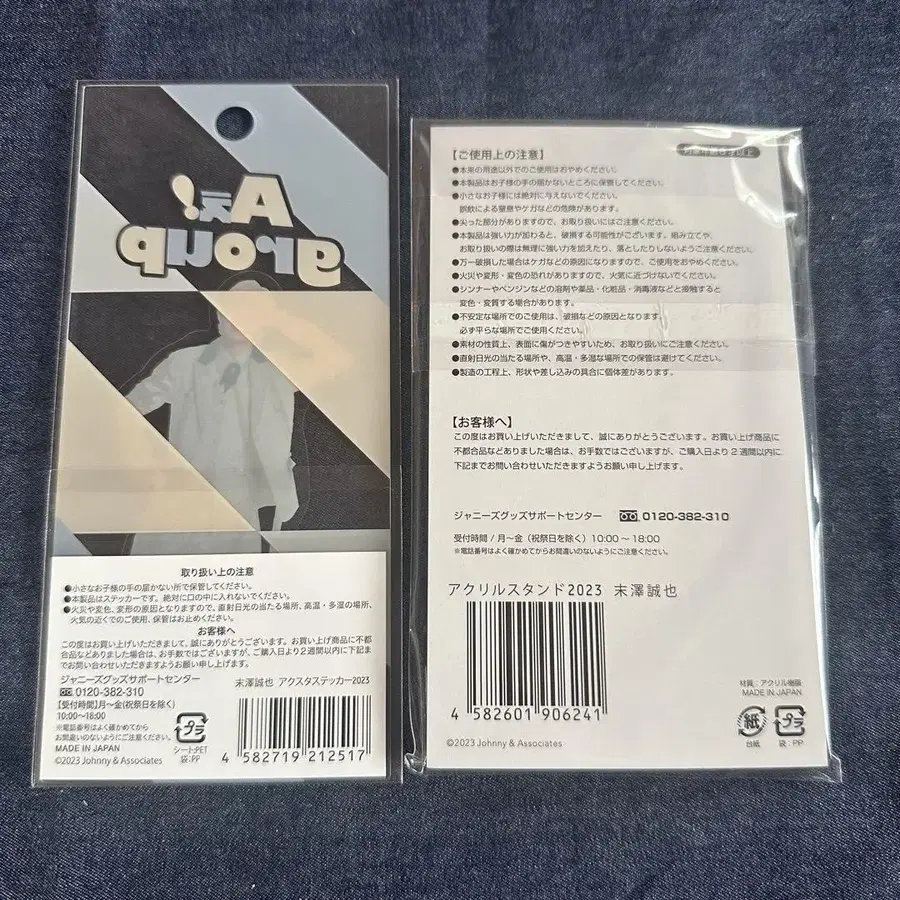 Aえ!
group
取り扱い上の注意
●小さなお子様の手の届かない所で保管してください。
●本製品はステッカーです。絶対に口の中に入れないでください。
●火災や変色、変形の原因となりますので、直射日光の当たる場所、高温・多湿の場所、
火気の近くでのご使用、保管はお止めください。
お客様へ
この度はお買い上げいただきまして、誠にありがとうございます。お買い上げ商品に不都
合品などありました場合は、お手数ではございますが、ご購入日より2週間以内に下記ま
でお問い合わせいただきますようお願い申し上げます。
ジャニーズグッズサポートセンター
0120-382-310
【受付時間】月〜金(祝祭日を除く)
10:00〜18:00
※電話番号はよく確かめてから
お間違いのないようにご注意ください。
MADE IN JAPAN
©2023 Johnny & Associates
プラ
シート:PET
袋:PP
末澤誠也 アクスタステッカー2023
4 582719 212517
【ご使用上の注意】
●本来の用途以外でのご使用はおやめください。
●本製品はお子様の手の届かないところに保管してください。
●小さなお子様には絶対に与えないでください。
誤飲による窒息やケガなどの危険があります。
●尖った部分がありますので、お取り扱いにはご注意ください。
●本製品は強い力が加わると、破損する可能性がございます。組み立てや、
お取り扱いの際は無理に強い力を加えたり、落としたりしないようご注意ください。
●万一破損した場合はケガなどの原因になりますので、ご使用をおやめください。
●火災や変形・変色の恐れがありますので、火気に近づけないでください。
●シンナーやベンジンなどの溶剤や薬品・化粧品・消毒液などと接触すると
変色・変質する場合があります。
●不安定な場所でのご使用は、破損などの原因となります。
必ず平らな場所でご使用ください。
●素材の性質上、表面に傷がつきやすいため、お取り扱いにご注意ください。
●直射日光の当たる場所や、高温・多湿な場所での保管は避けてください。
●製造の工程上、形状や差し込みの具合に個体差があります。
【お客様へ】
この度はお買い上げいただきまして、誠にありがとうございます。お買い上げ商品に
不都合品などありました場合は、お手数ではございますが、ご購入日より2週間以内に
下記までお問い合わせいただきますようお願い申し上げます。
ジャニーズグッズサポートセンター 0120-382-310
受付時間 / 月〜金 (祝祭日を除く) 10:00〜18:00
※電話番号はよく確かめてからお間違いのないようにご注意ください。
アクリルスタンド2023 末澤誠也
4 582601 906241
©2023 Johnny & Associates
材質:アクリル樹脂
MADE IN JAPAN
紙
台紙
プラ
袋:PP